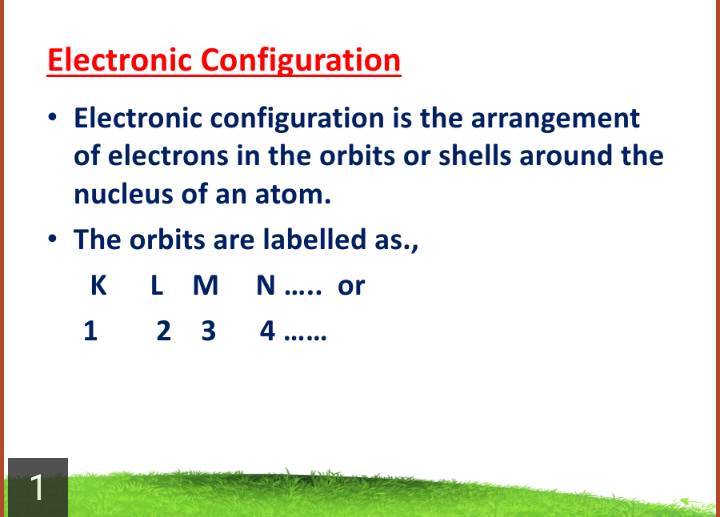 Electronic Configuration
• Electronic configuration is the arrangement
of electrons in the orbits or shells around the
nucleus of an atom.
• The orbits are labelled as.,
K L M N ..... or
1 2 3 4 ......
1